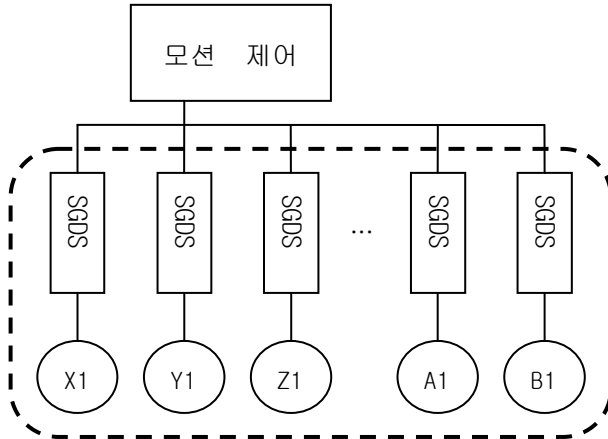 모션 제어
SGDS SGDS SGDS ... SGDS SGDS
X1 Y1 Z1 A1 B1